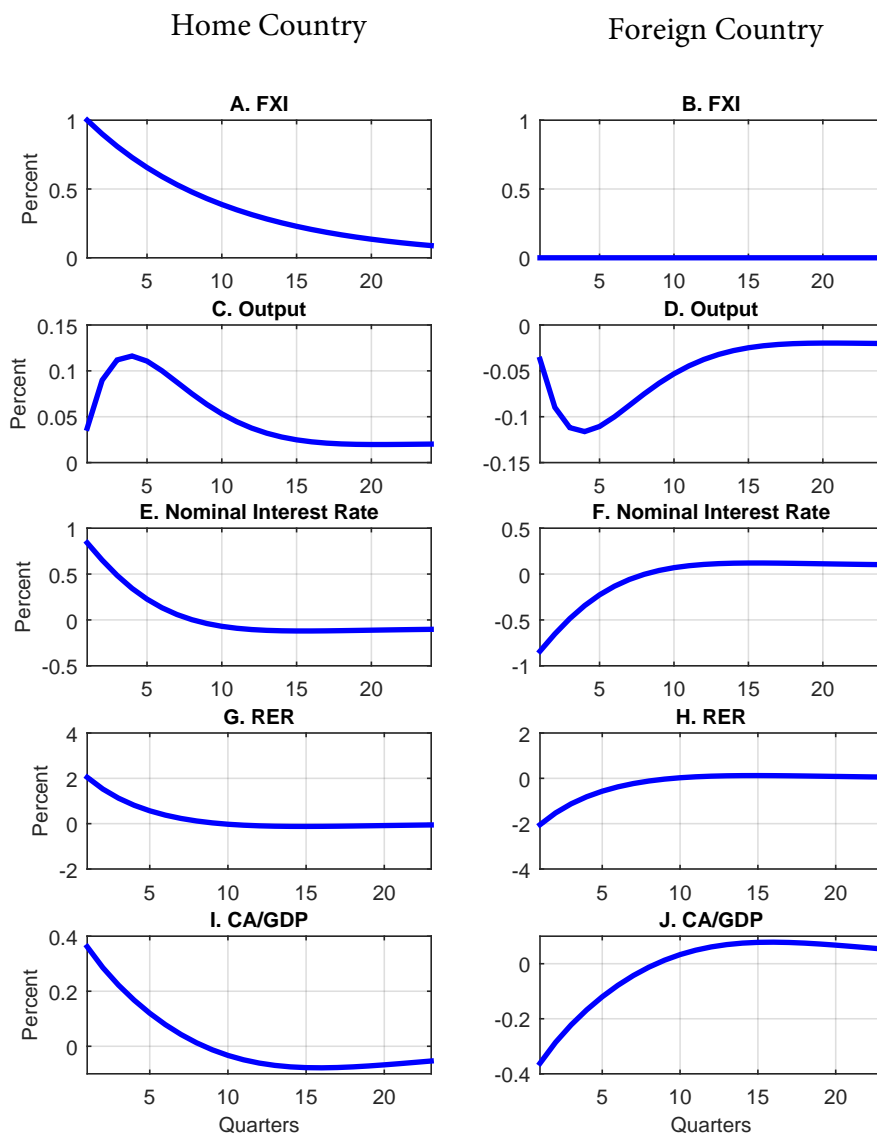 Home Country
Foreign Country
A. FXI
Percent
1
0.5
0
5 10 15 20
B. FXI
1
0.5
0
5 10 15 20
C. Output
Percent
0.15
0.1
0.05
0
5 10 15 20
D. Output
0
-0.05
-0.1
-0.15
5 10 15 20
E. Nominal Interest Rate
Percent
1
0.5
0
-0.5
5 10 15 20
F. Nominal Interest Rate
0.5
0
-0.5
-1
5 10 15 20
G. RER
Percent
4
2
0
-2
5 10 15 20
H. RER
2
0
-2
-4
5 10 15 20
I. CA/GDP
Percent
0.4
0.2
0
5 10 15 20
Quarters
J. CA/GDP
0
-0.2
-0.4
5 10 15 20
Quarters